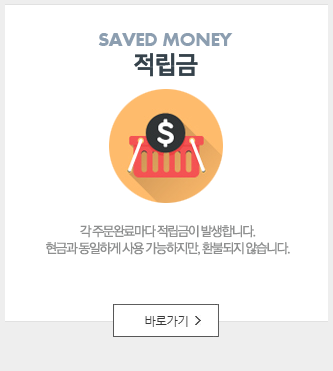 SAVED MONEY
적립금
$
각 주문완료마다 적립금이 발생합니다.
현금과 동일하게 사용 가능하지만, 환불되지 않습니다.
바로가기 >